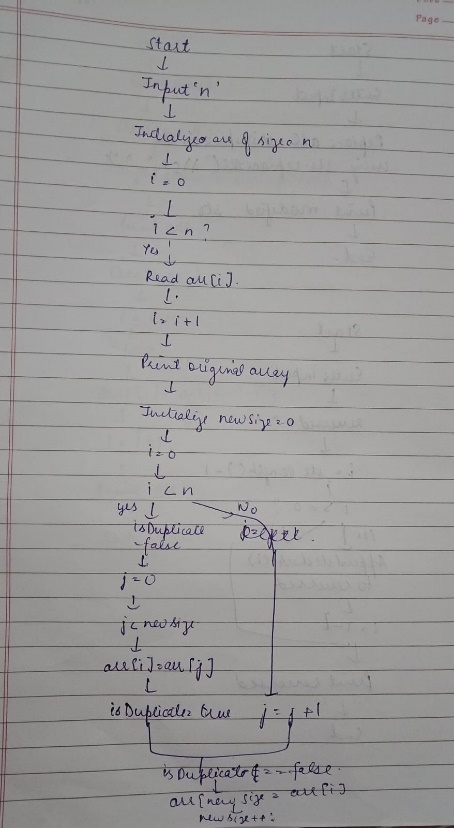 Page
Start
↓
Input 'n'
↓
Initialize arr of size n
↓
i = 0
↓
i < n ?
Yes ↓
Read arr[i].
↓
i = i+1
↓
Print original array
↓
Initialize newSize = 0
↓
i = 0
↓
i < n
yes ↓ No
isDuplicate
= false
↓
j = 0
↓
j < newsize
↓
arr[i] = arr[j]
↓
isDuplicate = true j = j + 1
isDuplicate == false.
↓
arr[newsize = arr[i]
newsize++;